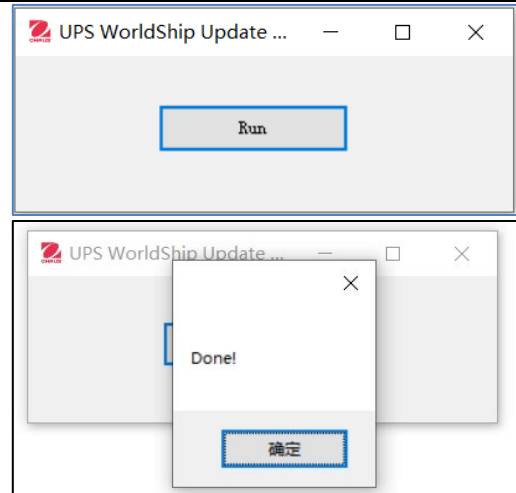 UPS WorldShip Update ...
Run
UPS WorldShip Update ...
Done!
确定